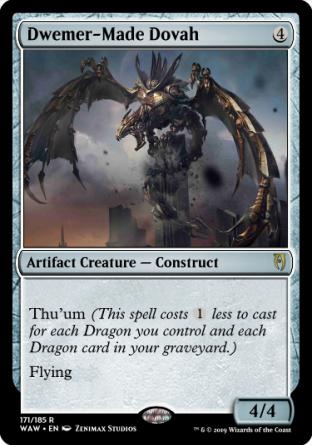 Dwemer-Made Dovah 4
Artifact Creature — Construct
Thu'um (This spell costs 1 less to cast
for each Dragon you control and each
Dragon card in your graveyard.)
Flying
4/4
171/185 R
WAW • EN ZENIMAX STUDIOS
™ & © 2019 Wizards of the Coast